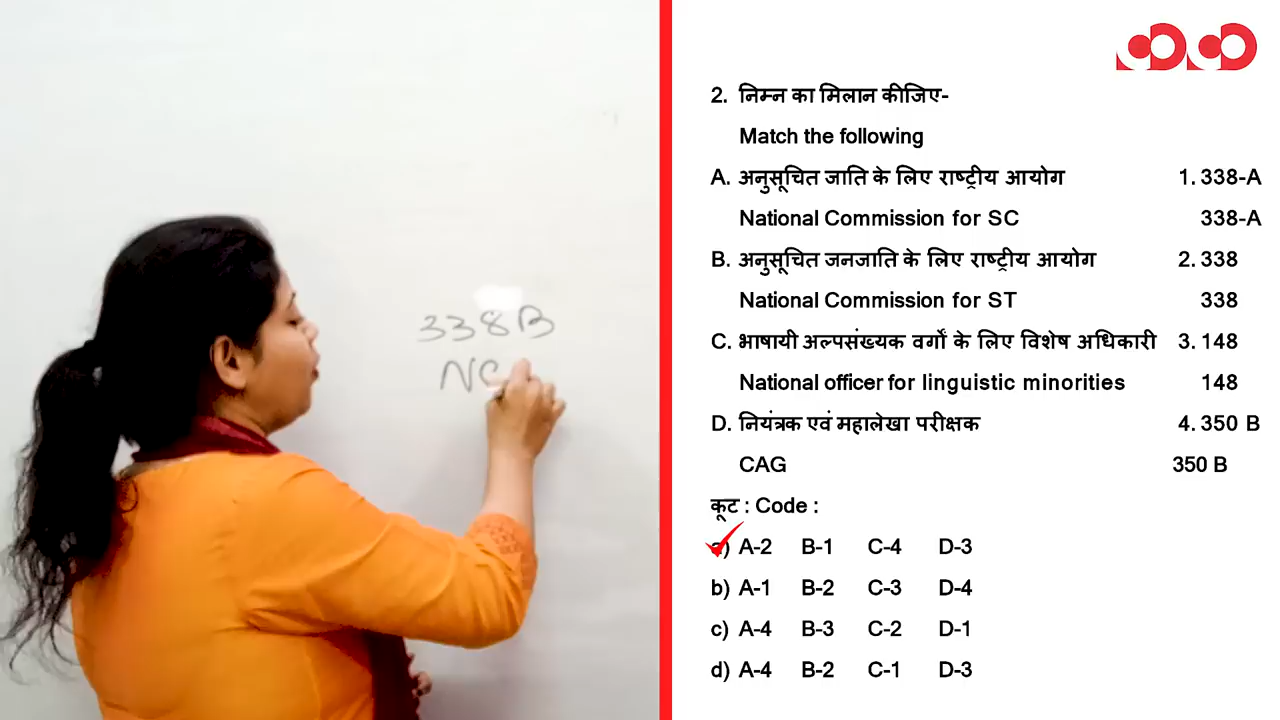 338B
NC
2. निम्न का मिलान कीजिए-
Match the following
A. अनुसूचित जाति के लिए राष्ट्रीय आयोग 1. 338-A
National Commission for SC 338-A
B. अनुसूचित जनजाति के लिए राष्ट्रीय आयोग 2. 338
National Commission for ST 338
C. भाषायी अल्पसंख्यक वर्गो के लिए विशेष अधिकारी 3. 148
National officer for linguistic minorities 148
D. नियंत्रक एवं महालेखा परीक्षक 4. 350 B
CAG 350 B
कूट : Code :
a) A-2 B-1 C-4 D-3
b) A-1 B-2 C-3 D-4
c) A-4 B-3 C-2 D-1
d) A-4 B-2 C-1 D-3